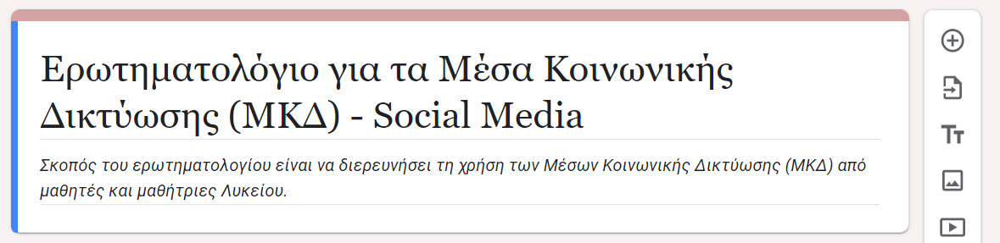 Ερωτηματολόγιο για τα Μέσα Κοινωνικής
Δικτύωσης (ΜΚΔ) - Social Media
Σκοπός του ερωτηματολογίου είναι να διερευνήσει τη χρήση των Μέσων Κοινωνικής Δικτύωσης (ΜΚΔ) από
μαθητές και μαθήτριες Λυκείου.